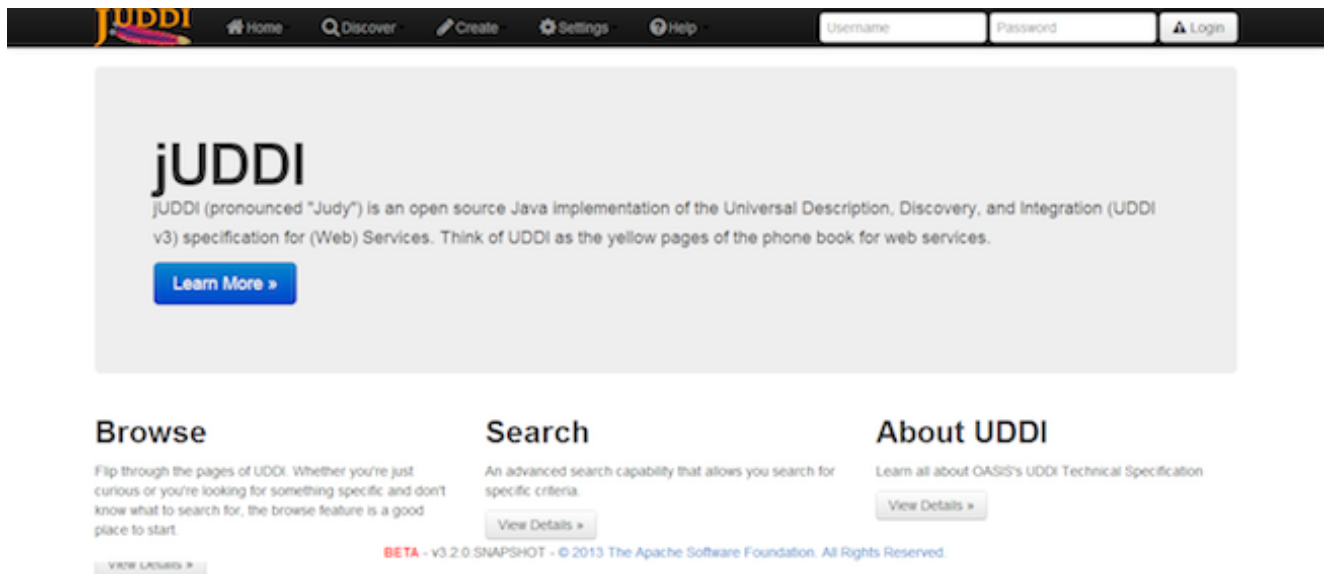 jUDDI
Home Discover Create Settings Help Username Password Login
jUDDI
jUDDI (pronounced "Judy") is an open source Java implementation of the Universal Description, Discovery, and Integration (UDDI
v3) specification for (Web) Services. Think of UDDI as the yellow pages of the phone book for web services.
Learn More »
Browse
Flip through the pages of UDDI. Whether you're just
curious or you're looking for something specific and don't
know what to search for, the browse feature is a good
place to start.
View Details »
Search
An advanced search capability that allows you search for
specific criteria.
View Details »
About UDDI
Learn all about OASIS's UDDI Technical Specification
View Details »
BETA - v3.2.0.SNAPSHOT - © 2013 The Apache Software Foundation. All Rights Reserved.